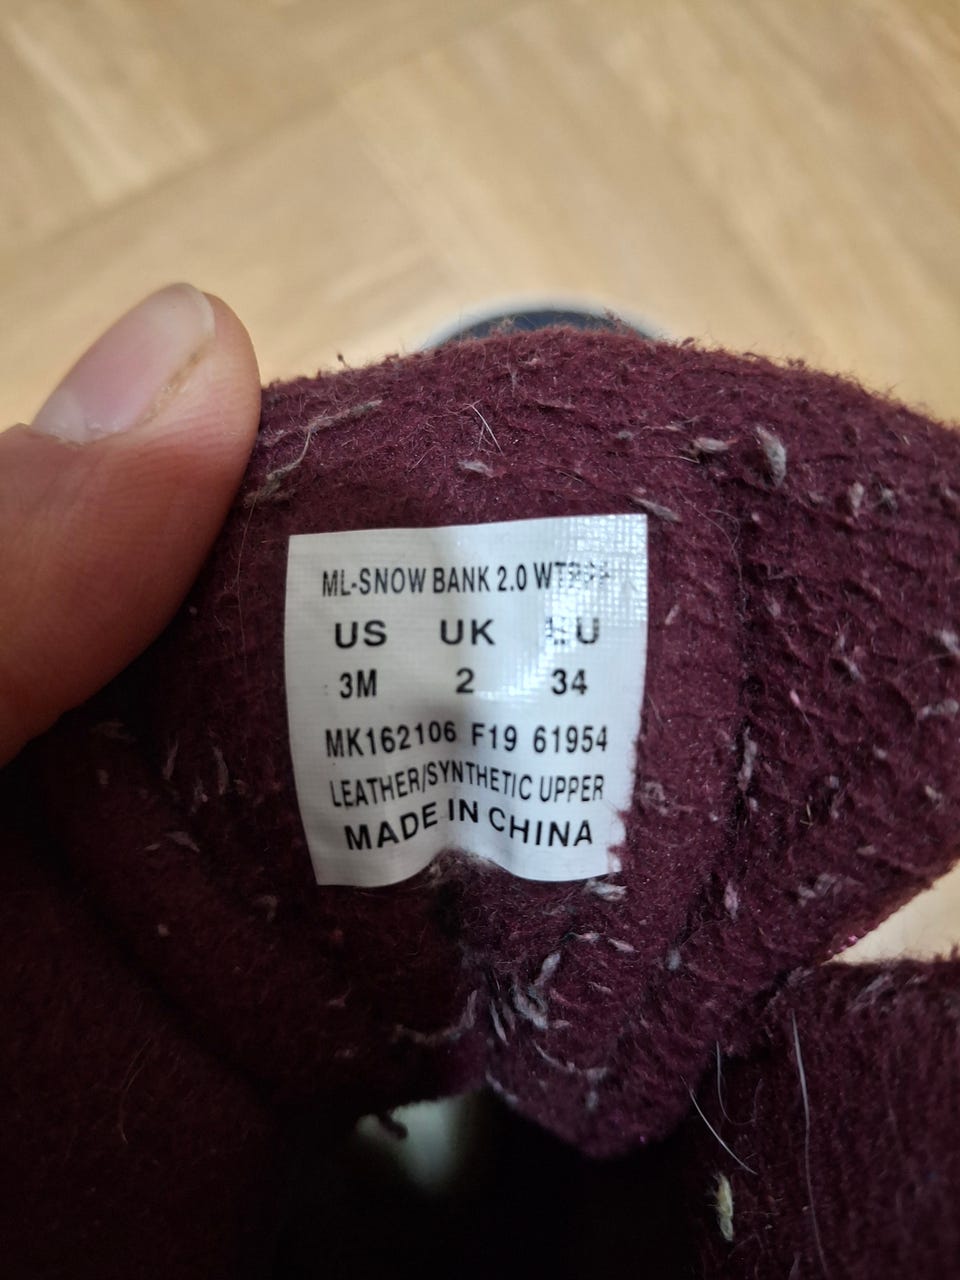 ML-SNOW BANK 2.0
US UK EU
3M 2 34
MK162106 F19 61954
LEATHER/SYNTHETIC UPPER
MADE IN CHINA